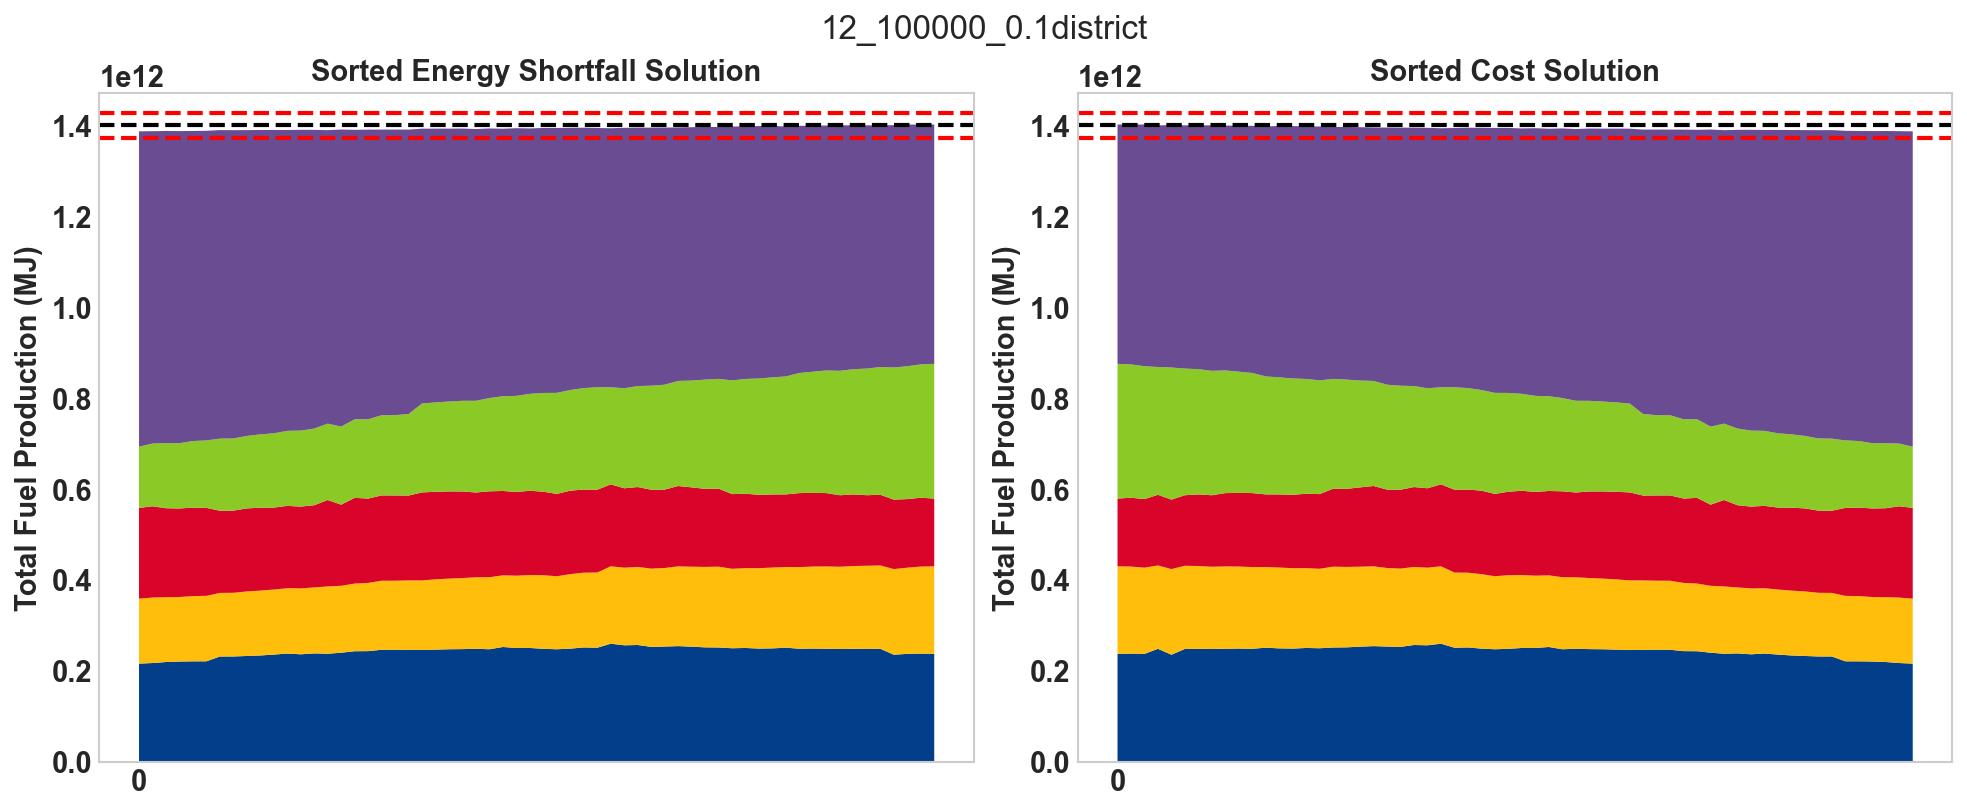 12_100000_0.1district
Sorted Energy Shortfall Solution
1e12
Total Fuel Production (MJ)
1.4
1.2
1.0
0.8
0.6
0.4
0.2
0.0
0
Sorted Cost Solution
1e12
Total Fuel Production (MJ)
1.4
1.2
1.0
0.8
0.6
0.4
0.2
0.0
0